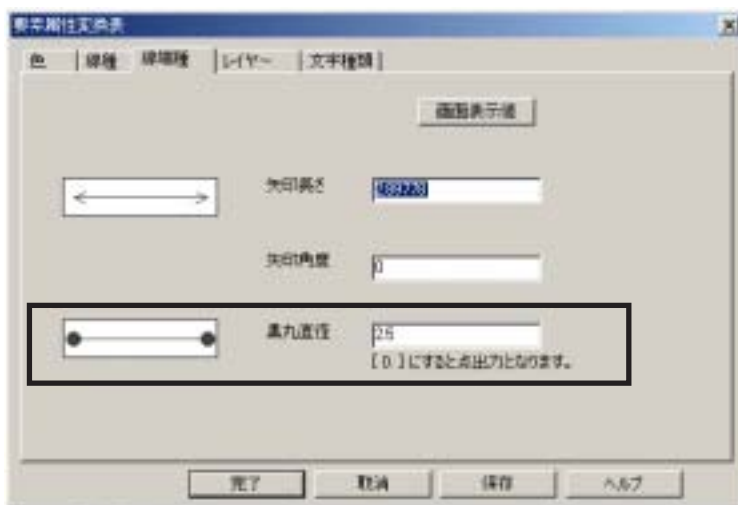 要素属性変換表
色 線種 線端種 レイヤー 文字種類
画面表示値
矢印長さ
矢印角度 0
黒丸直径 2.6
[ 0 ]にすると点出力となります。
完了 取消 保存 ヘルプ